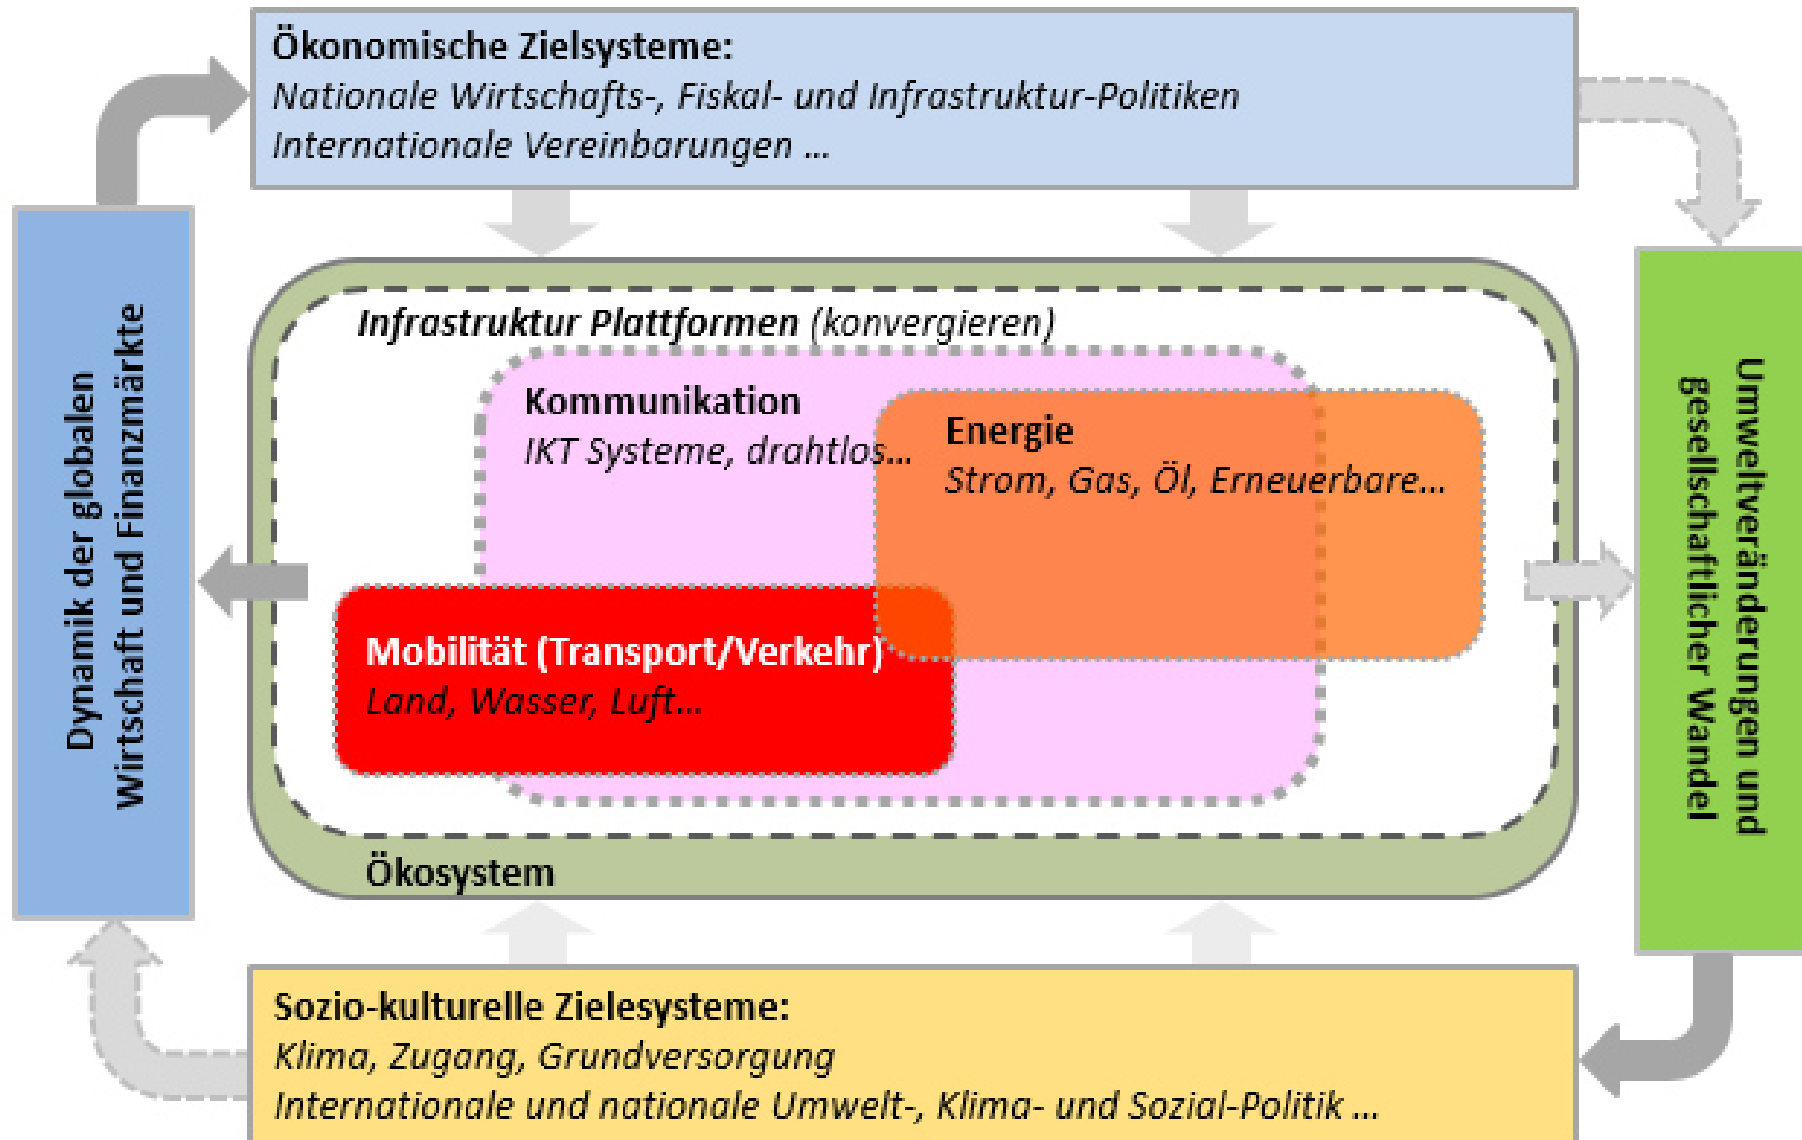 Ökonomische Zielsysteme:
Nationale Wirtschafts-, Fiskal- und Infrastruktur-Politiken
Internationale Vereinbarungen ...
Dynamik der globalen
Wirtschaft und Finanzmärkte
Infrastruktur Plattformen (konvergieren)
Kommunikation
IKT Systeme, drahtlos...
Energie
Strom, Gas, Öl, Erneuerbare...
Mobilität (Transport/Verkehr)
Land, Wasser, Luft...
Ökosystem
Umweltveränderungen und
gesellschaftlicher Wandel
Sozio-kulturelle Zielesysteme:
Klima, Zugang, Grundversorgung
Internationale und nationale Umwelt-, Klima- und Sozial-Politik ...